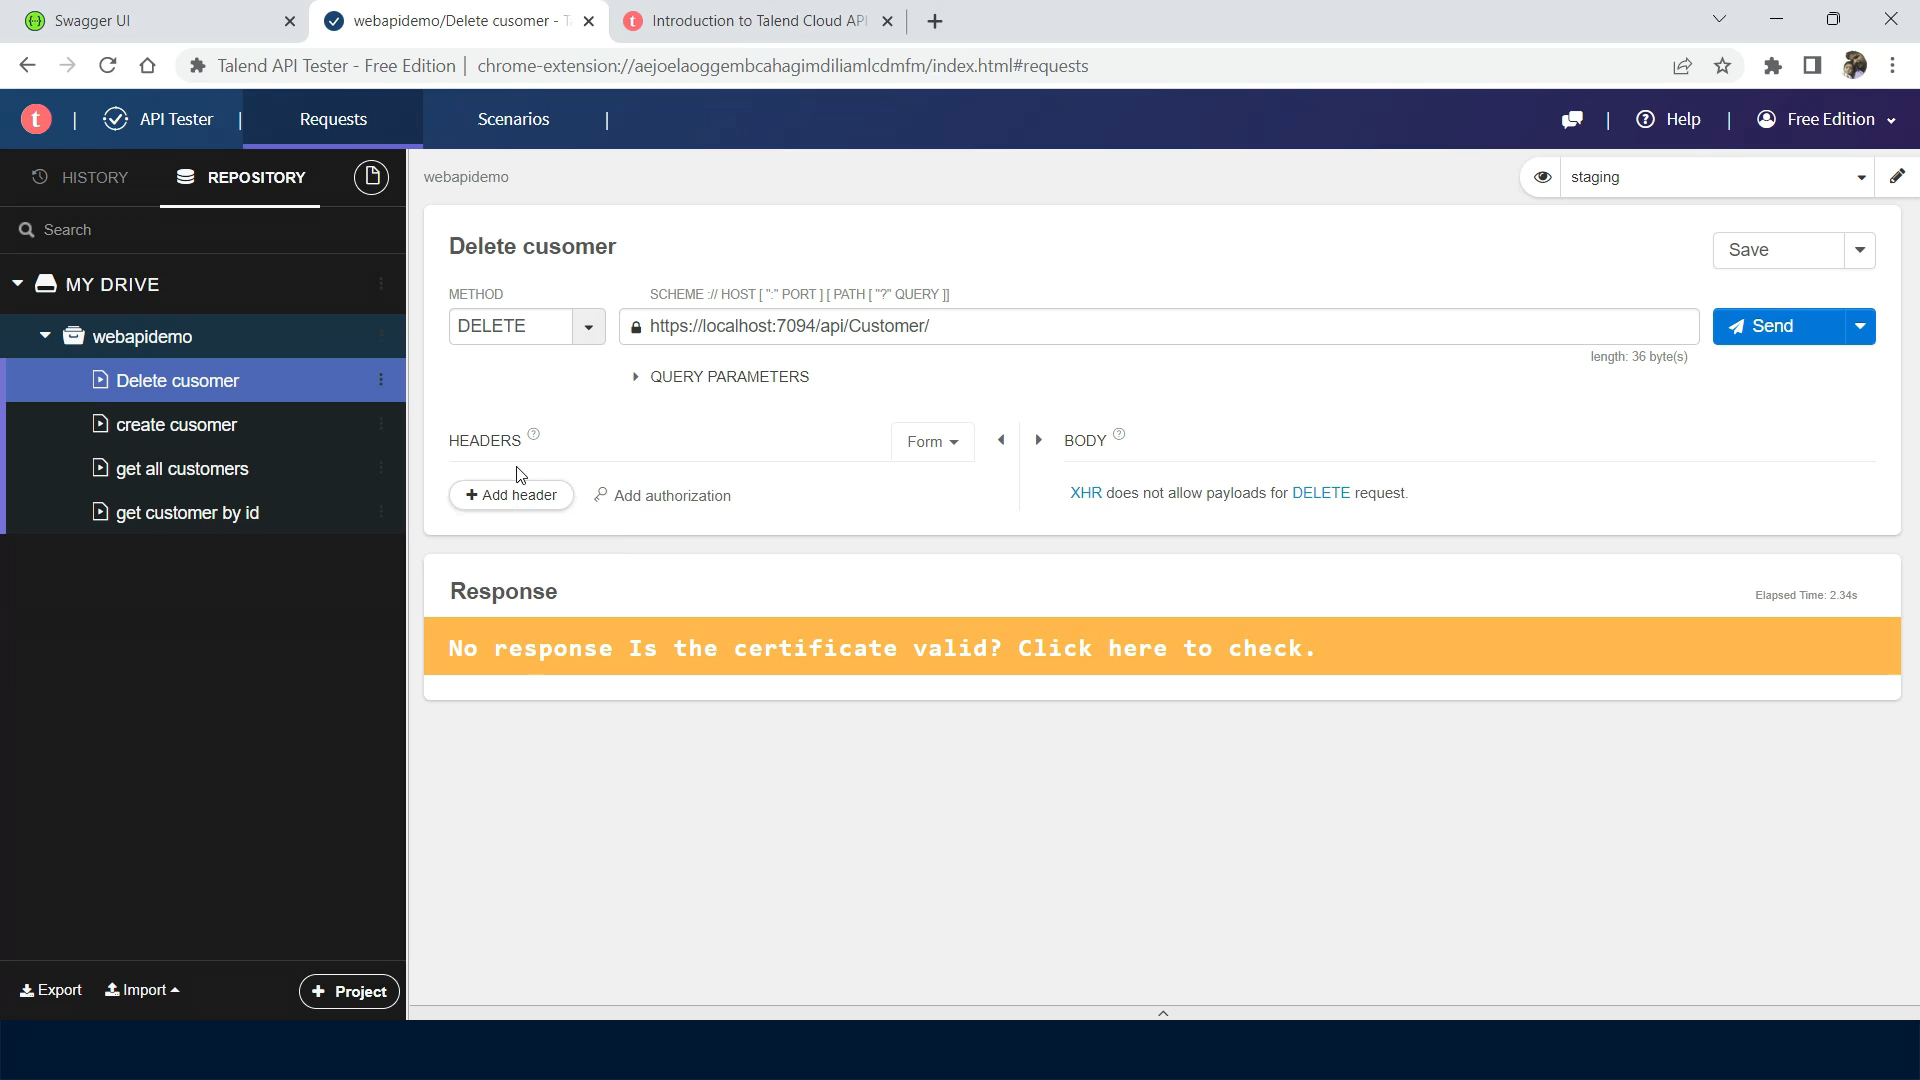 Swagger UI
webapidemo/Delete cusomer - T
Introduction to Talend Cloud API
Talend API Tester - Free Edition | chrome-extension://aejoelaoggembcahagimdiliamlcdmfm/index.html#requests
t | API Tester | Requests Scenarios |
| Help | Free Edition
HISTORY REPOSITORY
webapidemo
staging
Search
Delete cusomer
Save
MY DRIVE
METHOD
SCHEME :// HOST [ ":" PORT ] [ PATH [ "?" QUERY ]]
DELETE
https://localhost:7094/api/Customer/
Send
webapidemo
length: 36 byte(s)
Delete cusomer
QUERY PARAMETERS
create cusomer
HEADERS ?
Form
BODY ?
get all customers
+ Add header
Add authorization
XHR does not allow payloads for DELETE request.
get customer by id
Response
Elapsed Time: 2.34s
No response Is the certificate valid? Click here to check.
Export
Import
+ Project